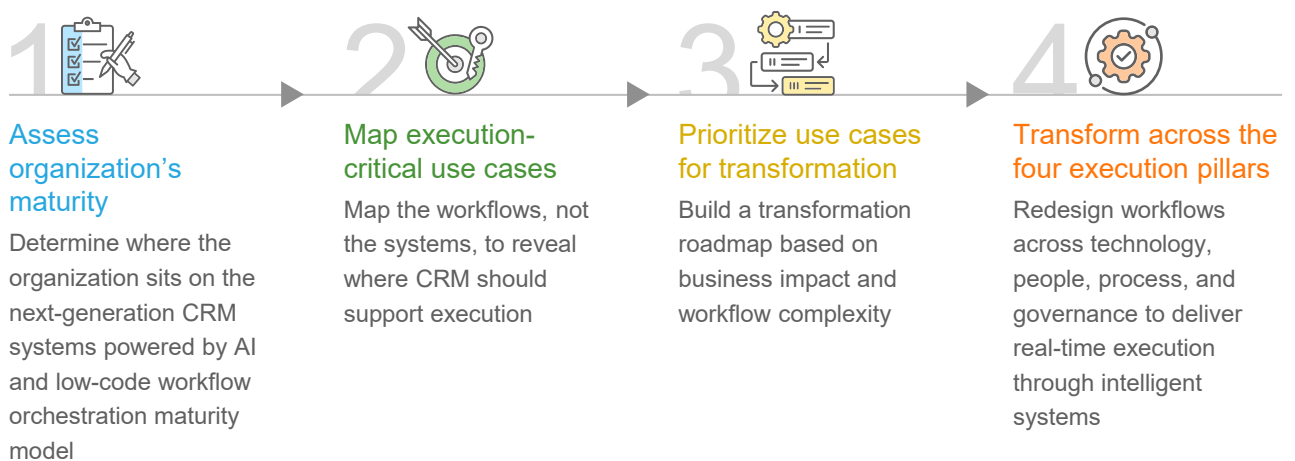 1
Assess
organization’s
maturity
Determine where the
organization sits on the
next-generation CRM
systems powered by AI
and low-code workflow
orchestration maturity
model
2
Map execution-
critical use cases
Map the workflows, not
the systems, to reveal
where CRM should
support execution
3
Prioritize use cases
for transformation
Build a transformation
roadmap based on
business impact and
workflow complexity
4
Transform across the
four execution pillars
Redesign workflows
across technology,
people, process, and
governance to deliver
real-time execution
through intelligent
systems